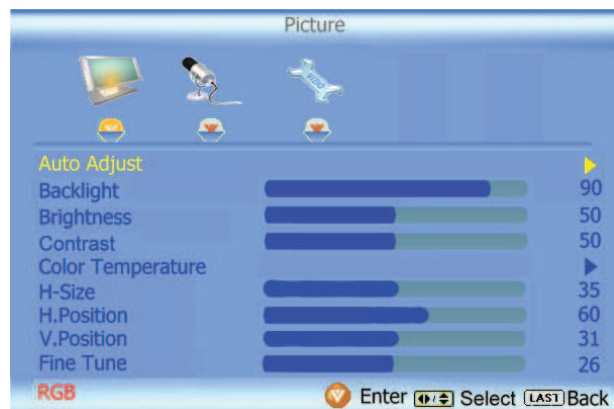 Picture
VIZIO
Auto Adjust
Backlight 90
Brightness 50
Contrast 50
Color Temperature
H-Size 35
H.Position 60
V.Position 31
Fine Tune 26
RGB Enter Select LAST Back